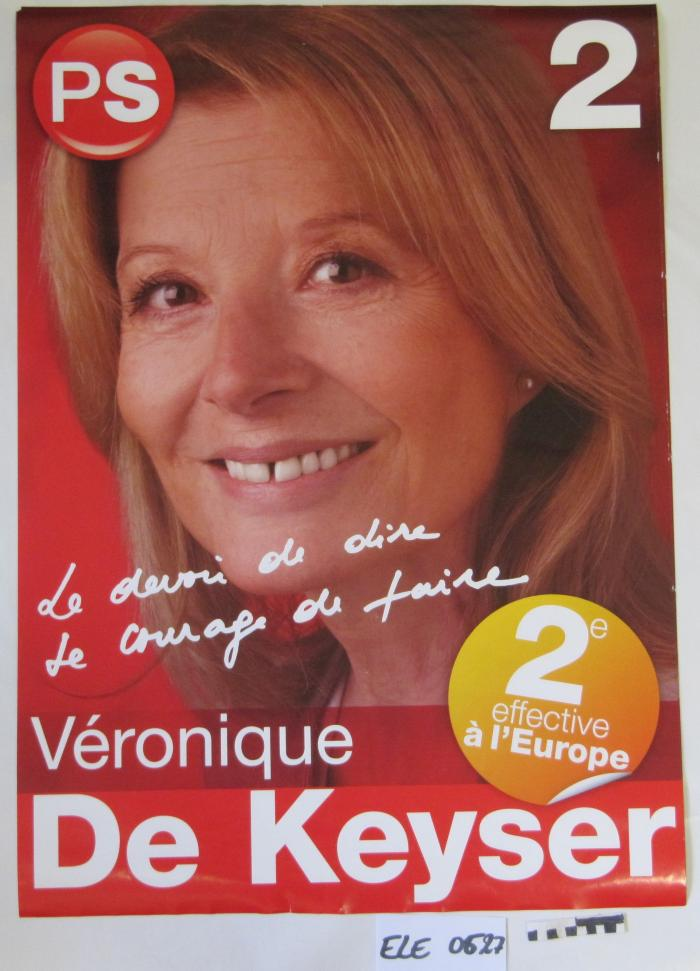 PS
2
Le devoir de dire
Le courage de faire
2e
effective
à l'Europe
Véronique
De Keyser
ELE 0527